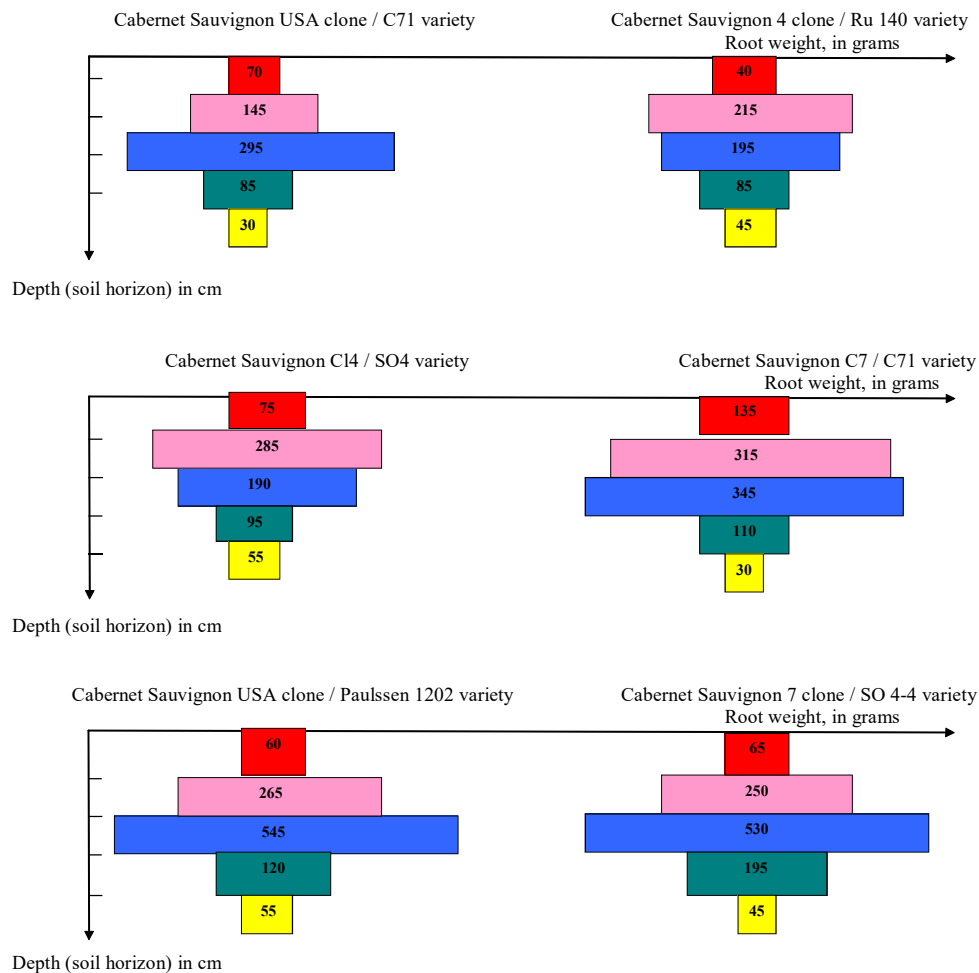 Cabernet Sauvignon USA clone / C71 variety
Cabernet Sauvignon 4 clone / Ru 140 variety
Root weight, in grams
70
145
295
85
30
40
215
195
85
45
Depth (soil horizon) in cm
Cabernet Sauvignon Cl4 / SO4 variety
Cabernet Sauvignon C7 / C71 variety
Root weight, in grams
75
285
190
95
55
135
315
345
110
30
Depth (soil horizon) in cm
Cabernet Sauvignon USA clone / Paulssen 1202 variety
Cabernet Sauvignon 7 clone / SO 4-4 variety
Root weight, in grams
60
265
545
120
55
65
250
530
195
45
Depth (soil horizon) in cm